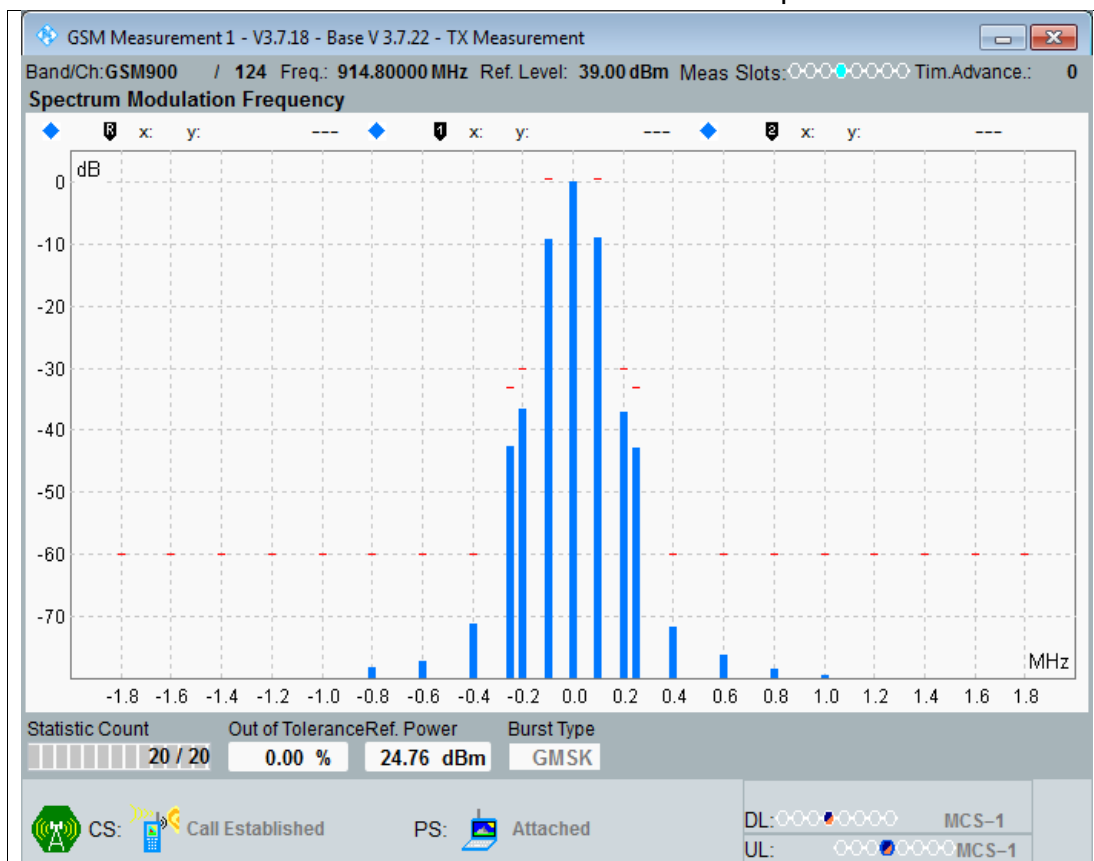 GSM Measurement 1 - V3.7.18 - Base V 3.7.22 - TX Measurement
Band/Ch:GSM900 / 124 Freq.: 914.80000 MHz Ref. Level: 39.00 dBm Meas Slots: Tim.Advance.: 0
Spectrum Modulation Frequency
R x: y: --- 1 x: y: --- 2 x: y: ---
dB
0
-10
-20
-30
-40
-50
-60
-70
MHz
-1.8 -1.6 -1.4 -1.2 -1.0 -0.8 -0.6 -0.4 -0.2 0.0 0.2 0.4 0.6 0.8 1.0 1.2 1.4 1.6 1.8
Statistic Count Out of Tolerance Ref. Power Burst Type
20 / 20 0.00 % 24.76 dBm GMSK
CS: Call Established PS: Attached
DL: MCS-1
UL: MCS-1